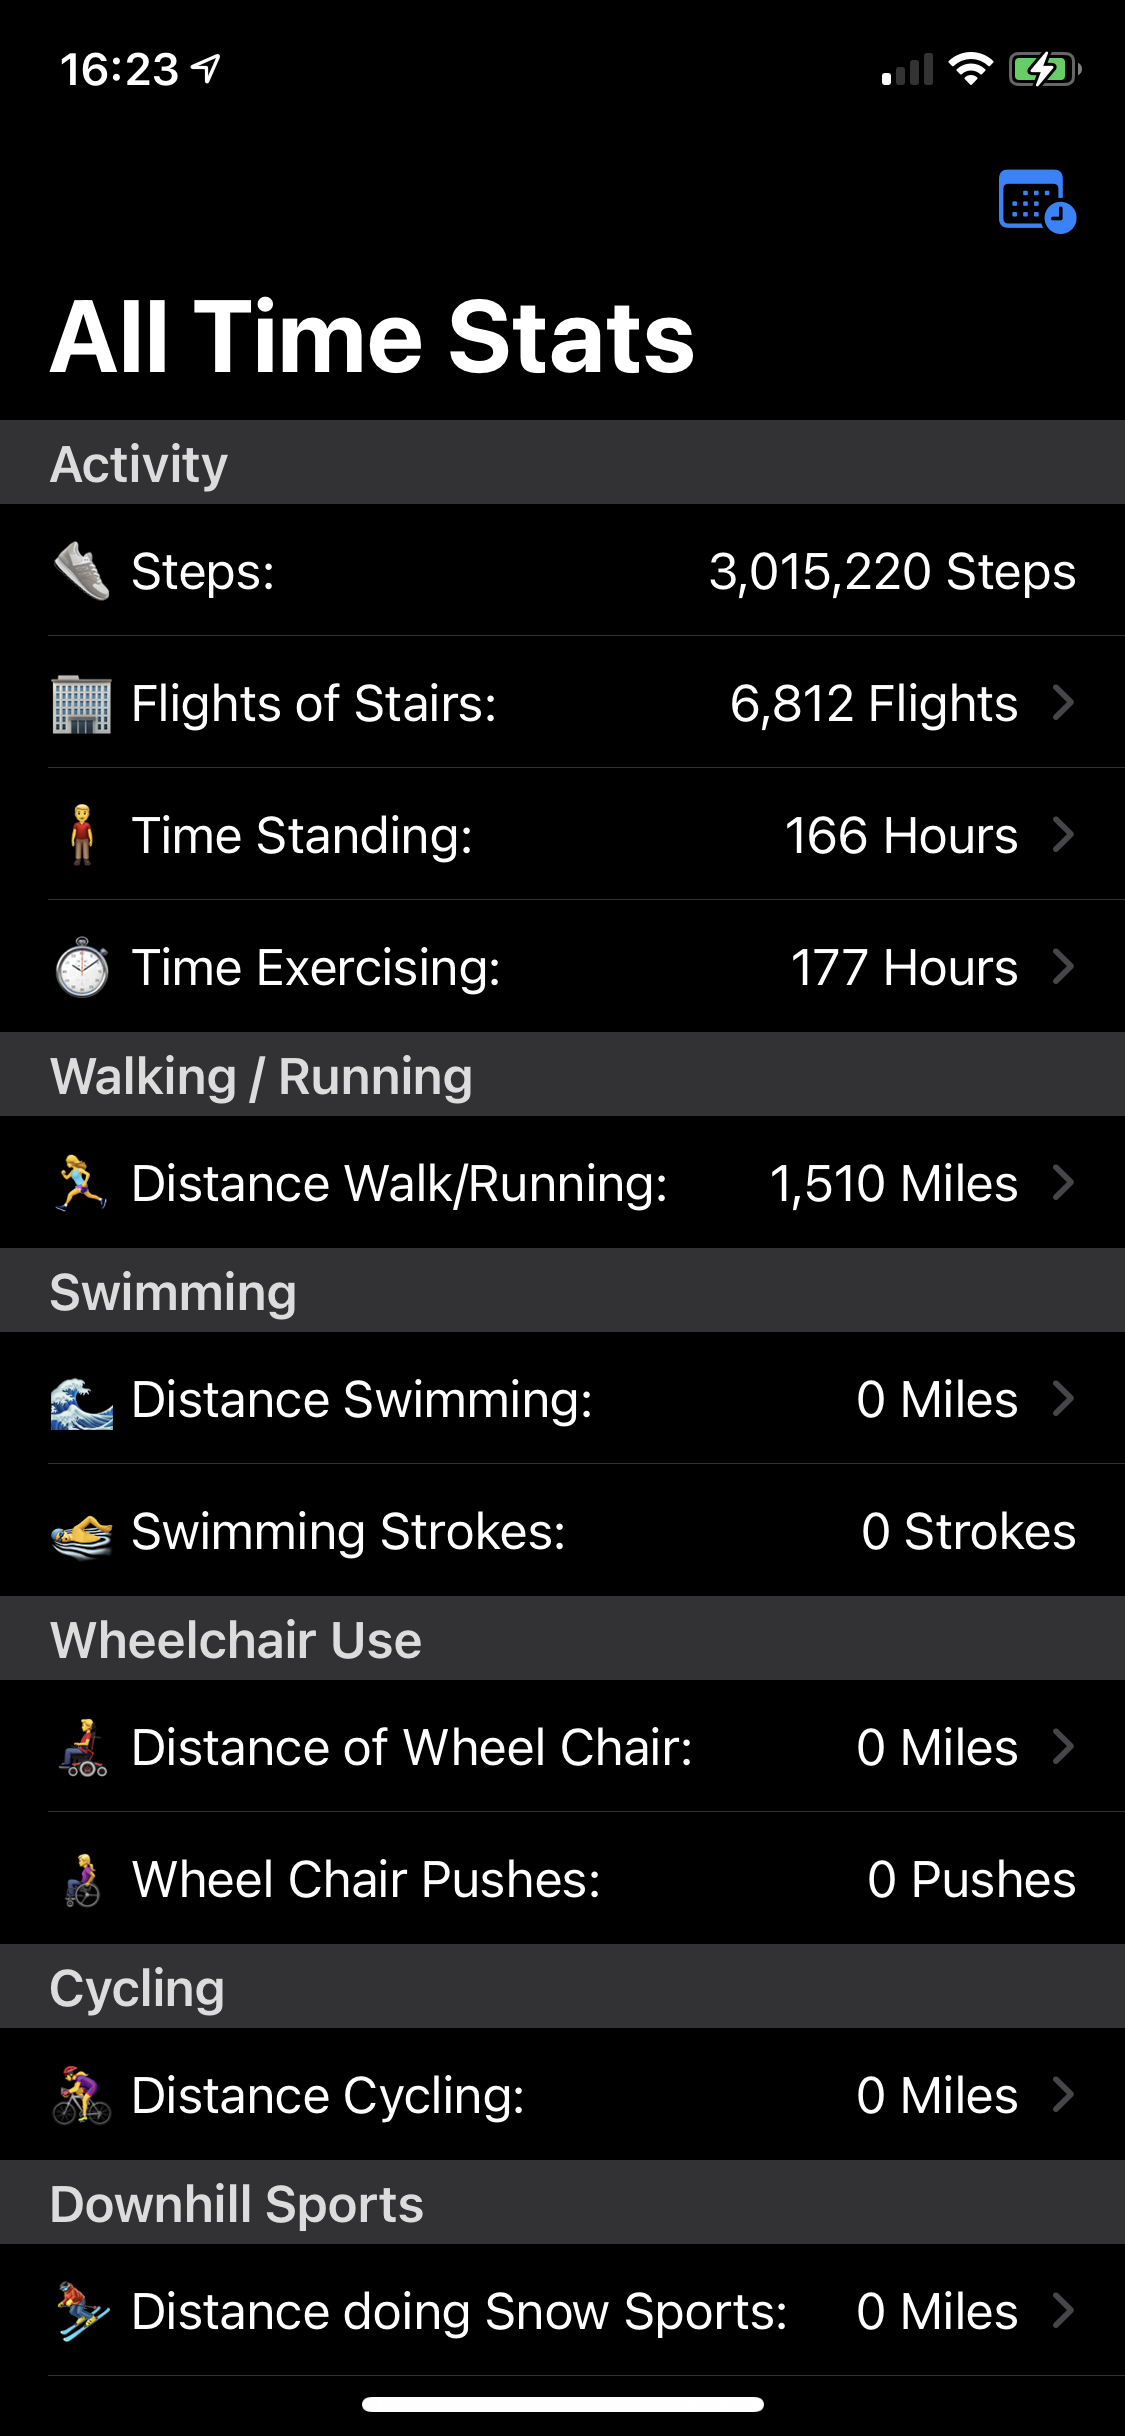 16:23
All Time Stats
Activity
Steps: 3,015,220 Steps
Flights of Stairs: 6,812 Flights
Time Standing: 166 Hours
Time Exercising: 177 Hours
Walking / Running
Distance Walk/Running: 1,510 Miles
Swimming
Distance Swimming: 0 Miles
Swimming Strokes: 0 Strokes
Wheelchair Use
Distance of Wheel Chair: 0 Miles
Wheel Chair Pushes: 0 Pushes
Cycling
Distance Cycling: 0 Miles
Downhill Sports
Distance doing Snow Sports: 0 Miles